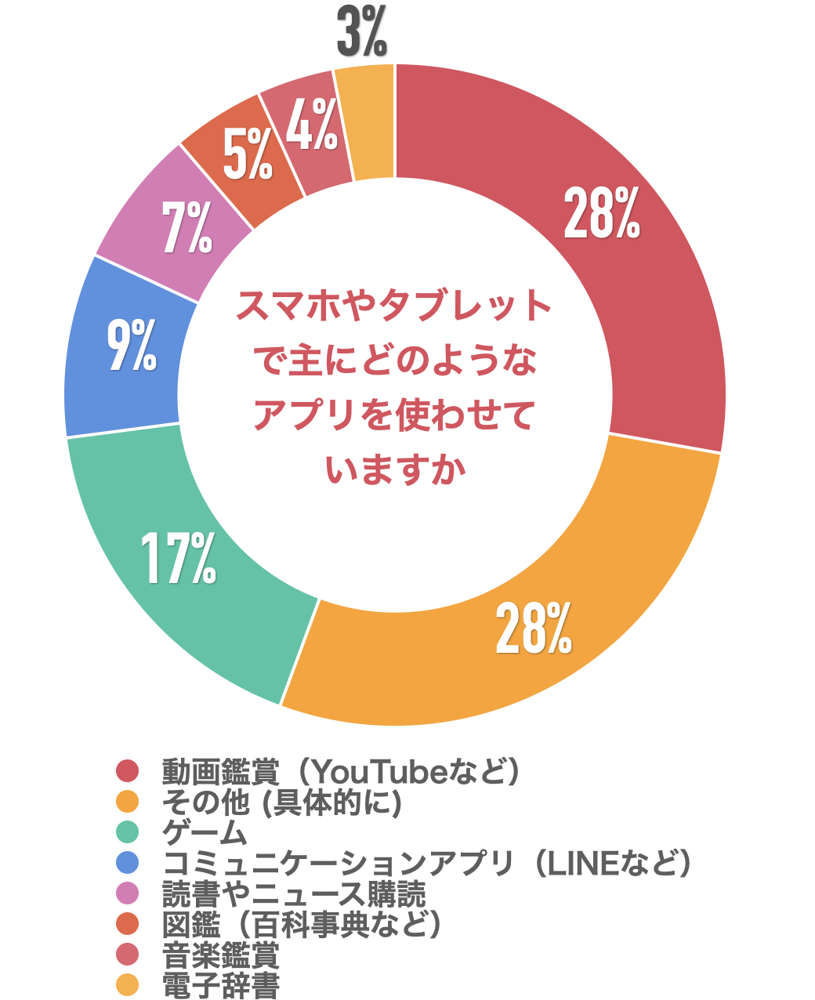 3%
4%
5%
28%
7%
9%
スマホやタブレット
で主にどのような
アプリを使わせて
いますか
17%
28%
動画鑑賞（YouTubeなど）
その他 (具体的に)
ゲーム
コミュニケーションアプリ（LINEなど）
読書やニュース購読
図鑑（百科事典など）
音楽鑑賞
電子辞書